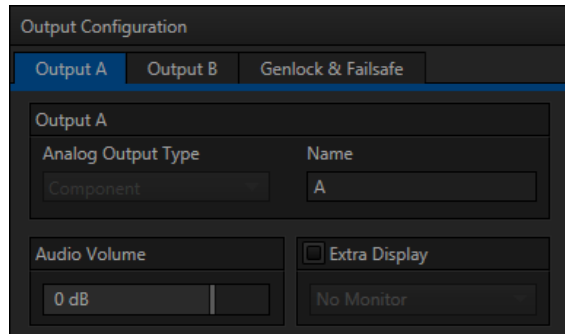 Output Configuration
Output A Output B Genlock & Failsafe
Output A
Analog Output Type Name
Component A
Audio Volume Extra Display
0 dB No Monitor